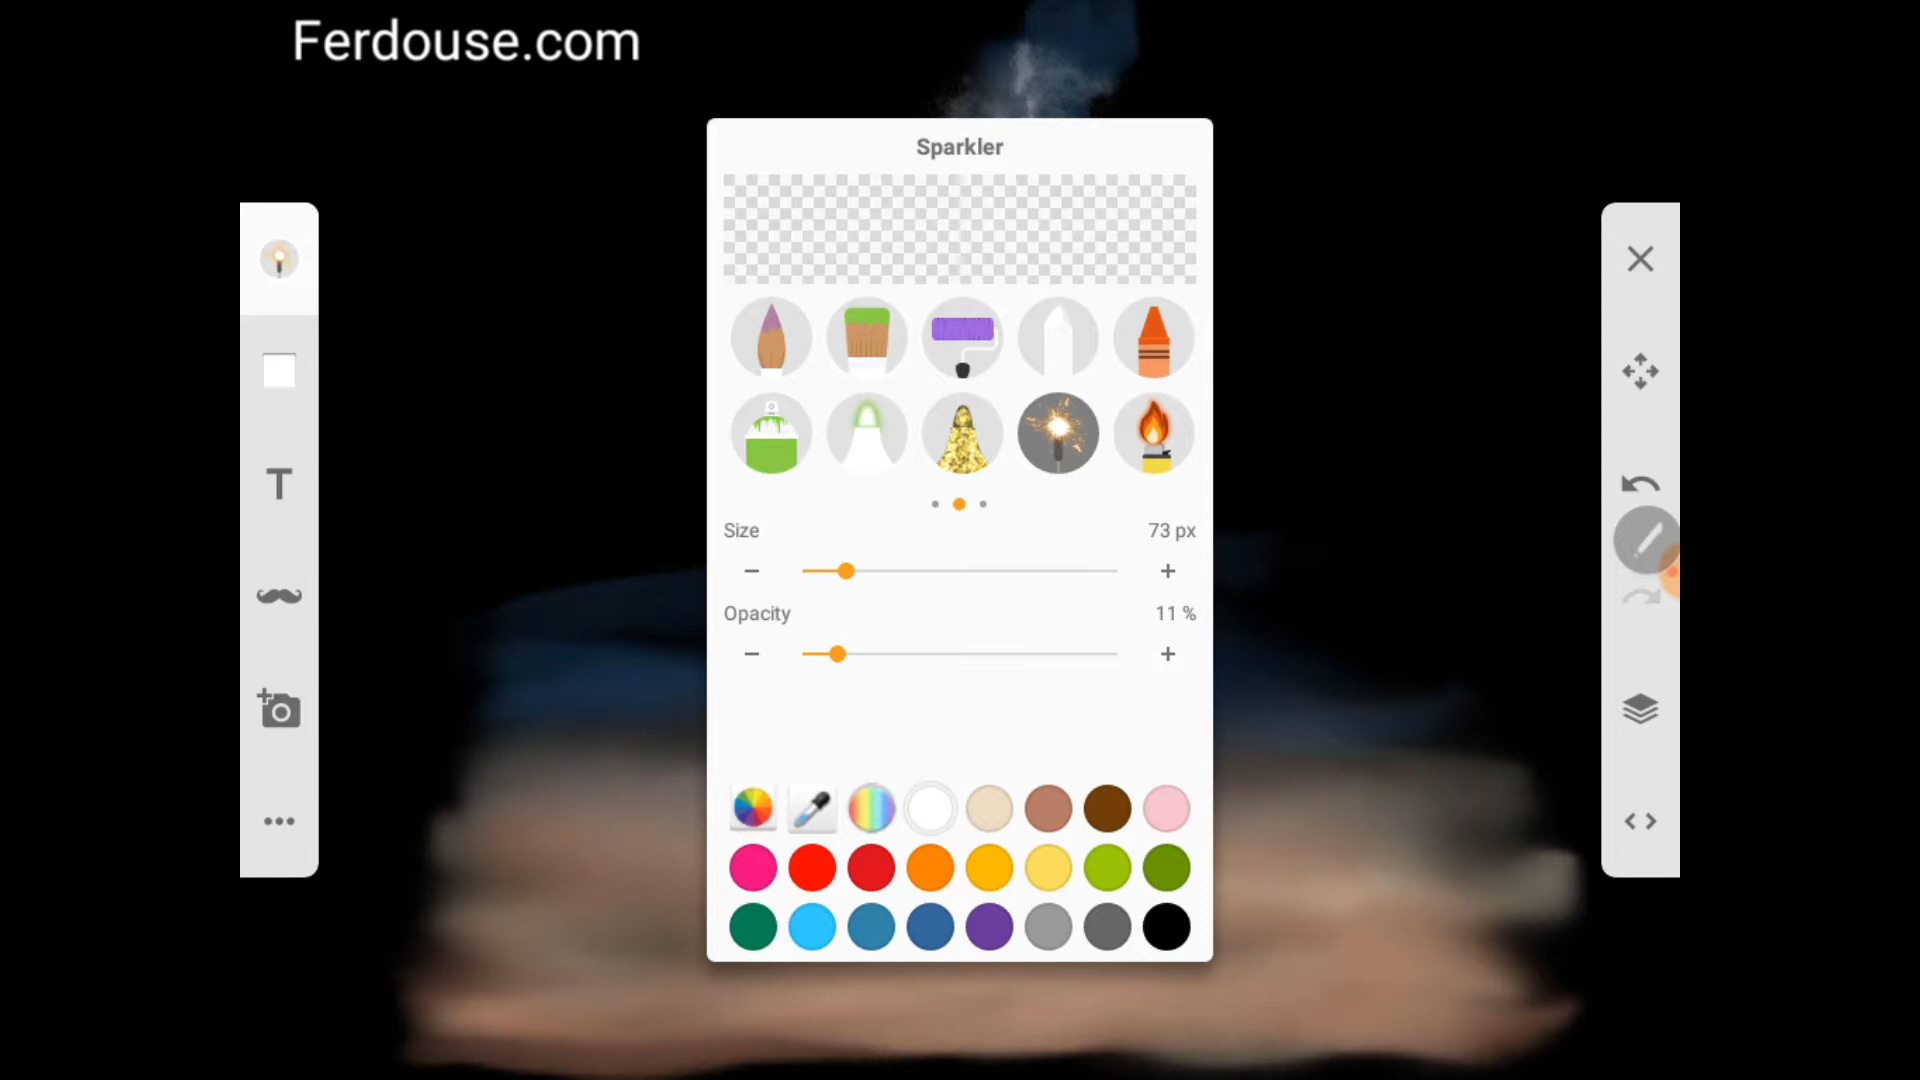 Ferdouse.com
Sparkler
T
Size 73 px
Opacity 11 %